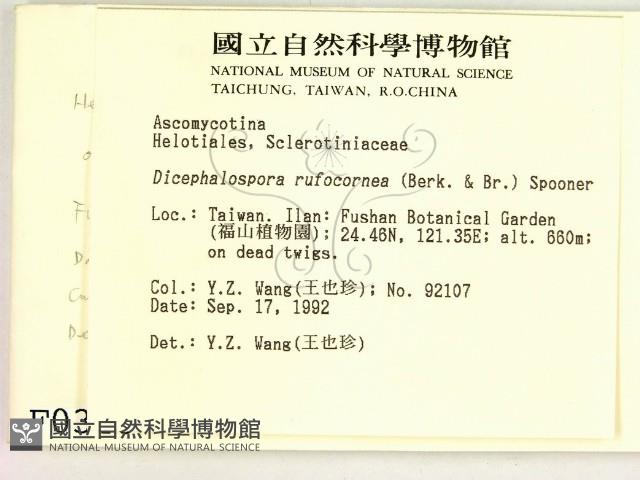 國立自然科學博物館
NATIONAL MUSEUM OF NATURAL SCIENCE
TAICHUNG, TAIWAN, R.O.CHINA
Ascomycotina
Helotiales, Sclerotiniaceae
Dicephalospora rufocornea (Berk. & Br.) Spooner
Loc.: Taiwan. Ilan: Fushan Botanical Garden
(福山植物園); 24.46N, 121.35E; alt. 660m;
on dead twigs.
Col.: Y.Z. Wang(王也珍); No. 92107
Date: Sep. 17, 1992
Det.: Y.Z. Wang(王也珍)
F03
國立自然科學博物館
NATIONAL MUSEUM OF NATURAL SCIENCE